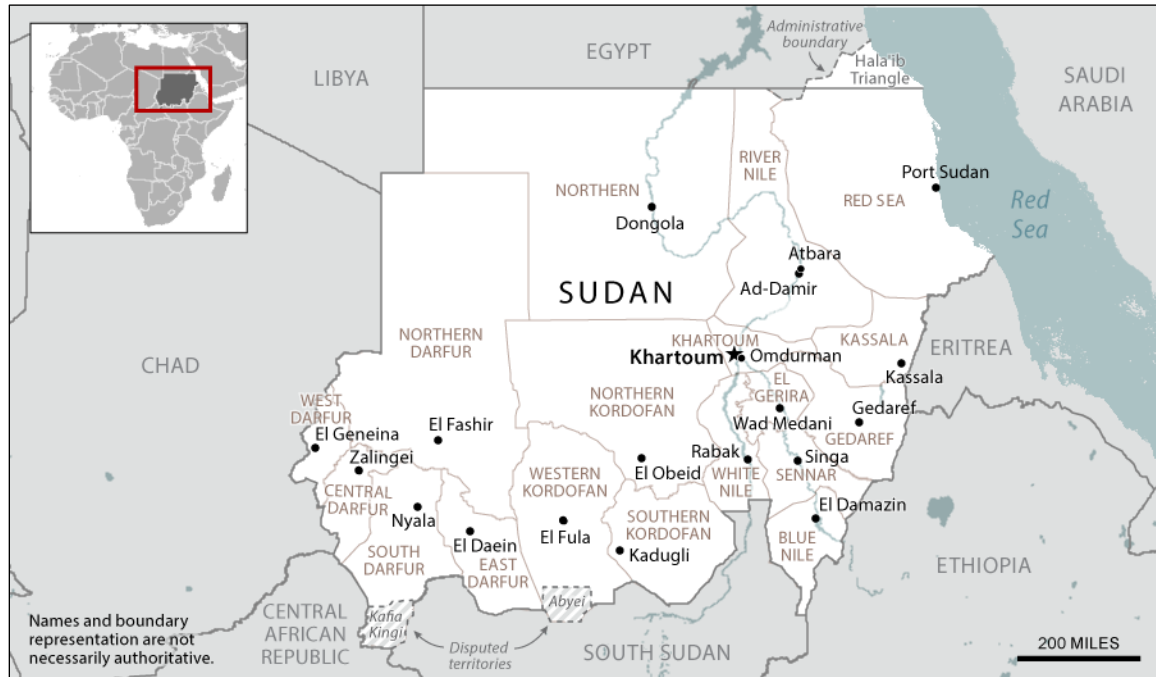 EGYPT
Administrative
boundary
Hala'ib
Triangle
LIBYA
SAUDI
ARABIA
RIVER
NILE
Port Sudan
NORTHERN
RED SEA
Red
Sea
Dongola
Atbara
Ad-Damir
SUDAN
NORTHERN
DARFUR
KHARTOUM
KASSALA
ERITREA
CHAD
Khartoum
Omdurman
Kassala
EL
GERIRA
NORTHERN
KORDOFAN
WEST
DARFUR
Gedaref
Wad Medani
El Fashir
El Geneina
GEDAREF
Zalingei
Rabak
Singa
El Obeid
WESTERN
KORDOFAN
WHITE
NILE
SENNAR
CENTRAL
DARFUR
El Damazin
Nyala
SOUTHERN
KORDOFAN
El Daein
El Fula
BLUE
NILE
SOUTH
DARFUR
Kadugli
EAST
DARFUR
ETHIOPIA
Abyei
Kafia
Kingi
CENTRAL
AFRICAN
REPUBLIC
Disputed
territories
SOUTH SUDAN
Names and boundary
representation are not
necessarily authoritative.
200 MILES